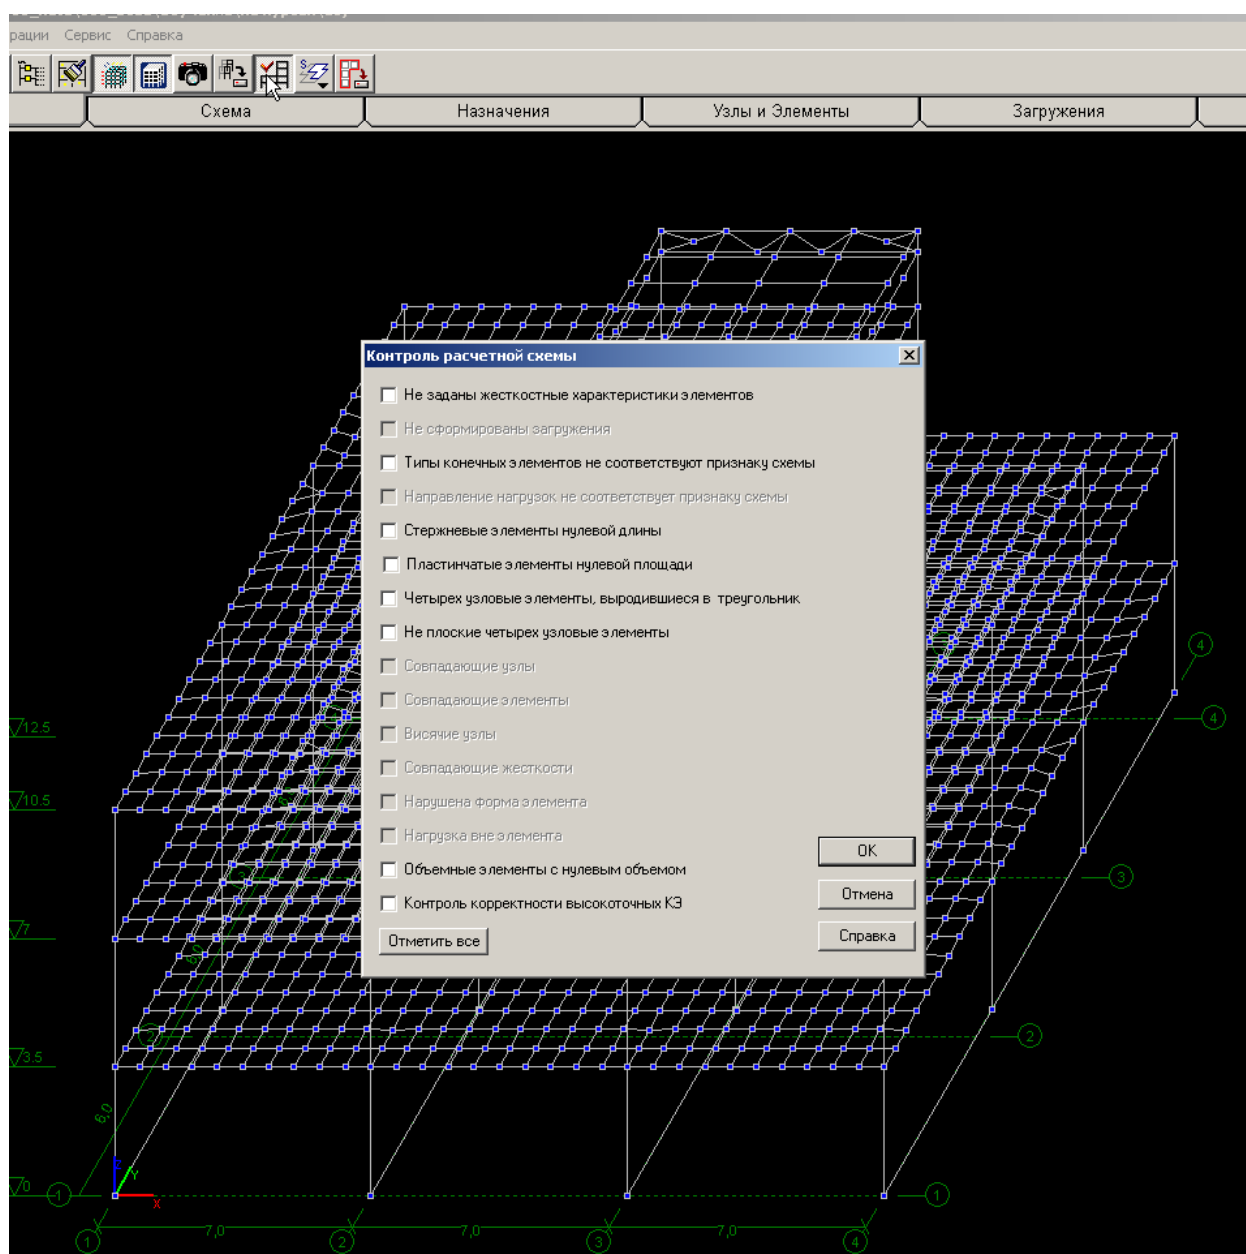 рации Сервис Справка
Схема Назначения Узлы и Элементы Загружения
Контроль расчетной схемы
Не заданы жесткостные характеристики элементов
Не сформированы загружения
Типы конечных элементов не соответствуют признаку схемы
Направление нагрузок не соответствует признаку схемы
Стержневые элементы нулевой длины
Пластинчатые элементы нулевой площади
Четырех узловые элементы, выродившиеся в треугольник
Не плоские четырех узловые элементы
Совпадающие узлы
Совпадающие элементы
Висячие узлы
Совпадающие жесткости
Нарушена форма элемента
Нагрузка вне элемента
Объемные элементы с нулевым объемом
Контроль корректности высокоточных КЭ
OK
Отмена
Справка
Отметить все
4
4
12.5
10.5
3
3
7
6,0
2
2
3.5
6,0
Z
Y
X
0
1
1
7,0 7,0 7,0
1 2 3 4